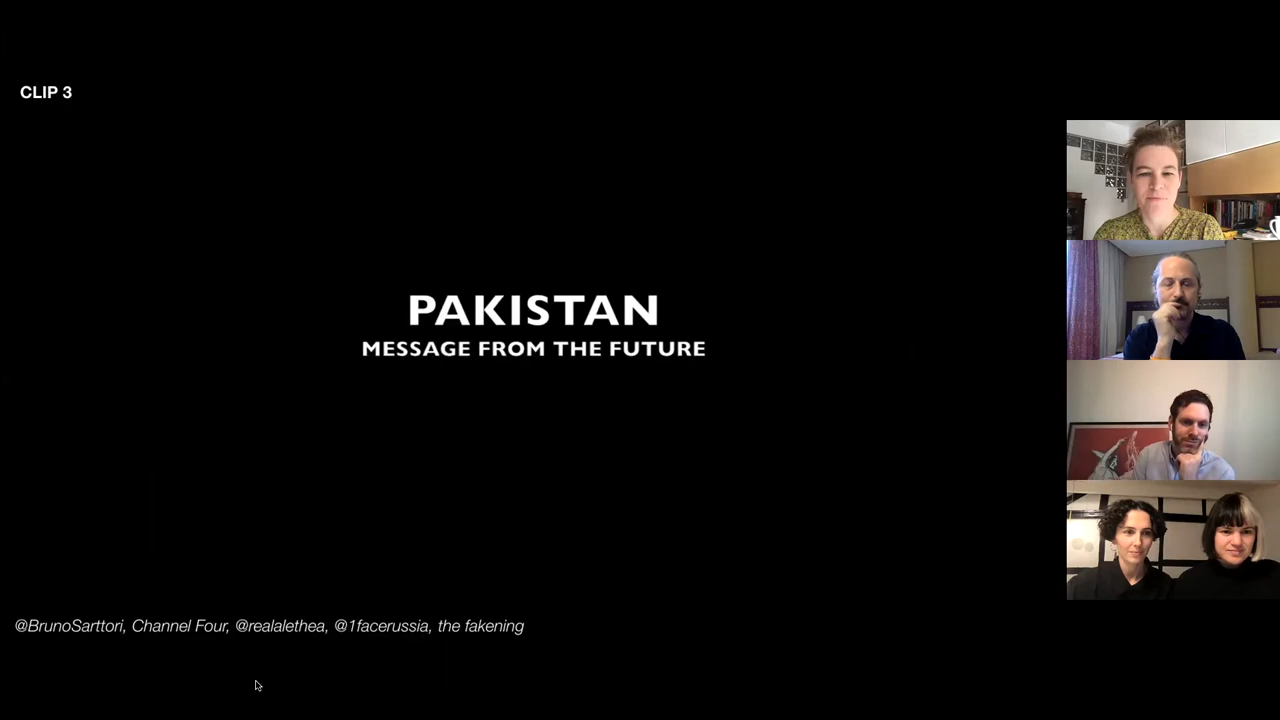 CLIP 3
PAKISTAN
MESSAGE FROM THE FUTURE
@BrunoSarttori, Channel Four, @realalethea, @1facerussia, the fakening